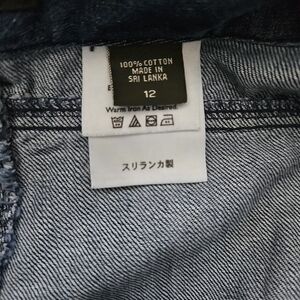 100% COTTON
MADE IN
SRI LANKA
12
Warm Iron As Desired.
スリランカ製